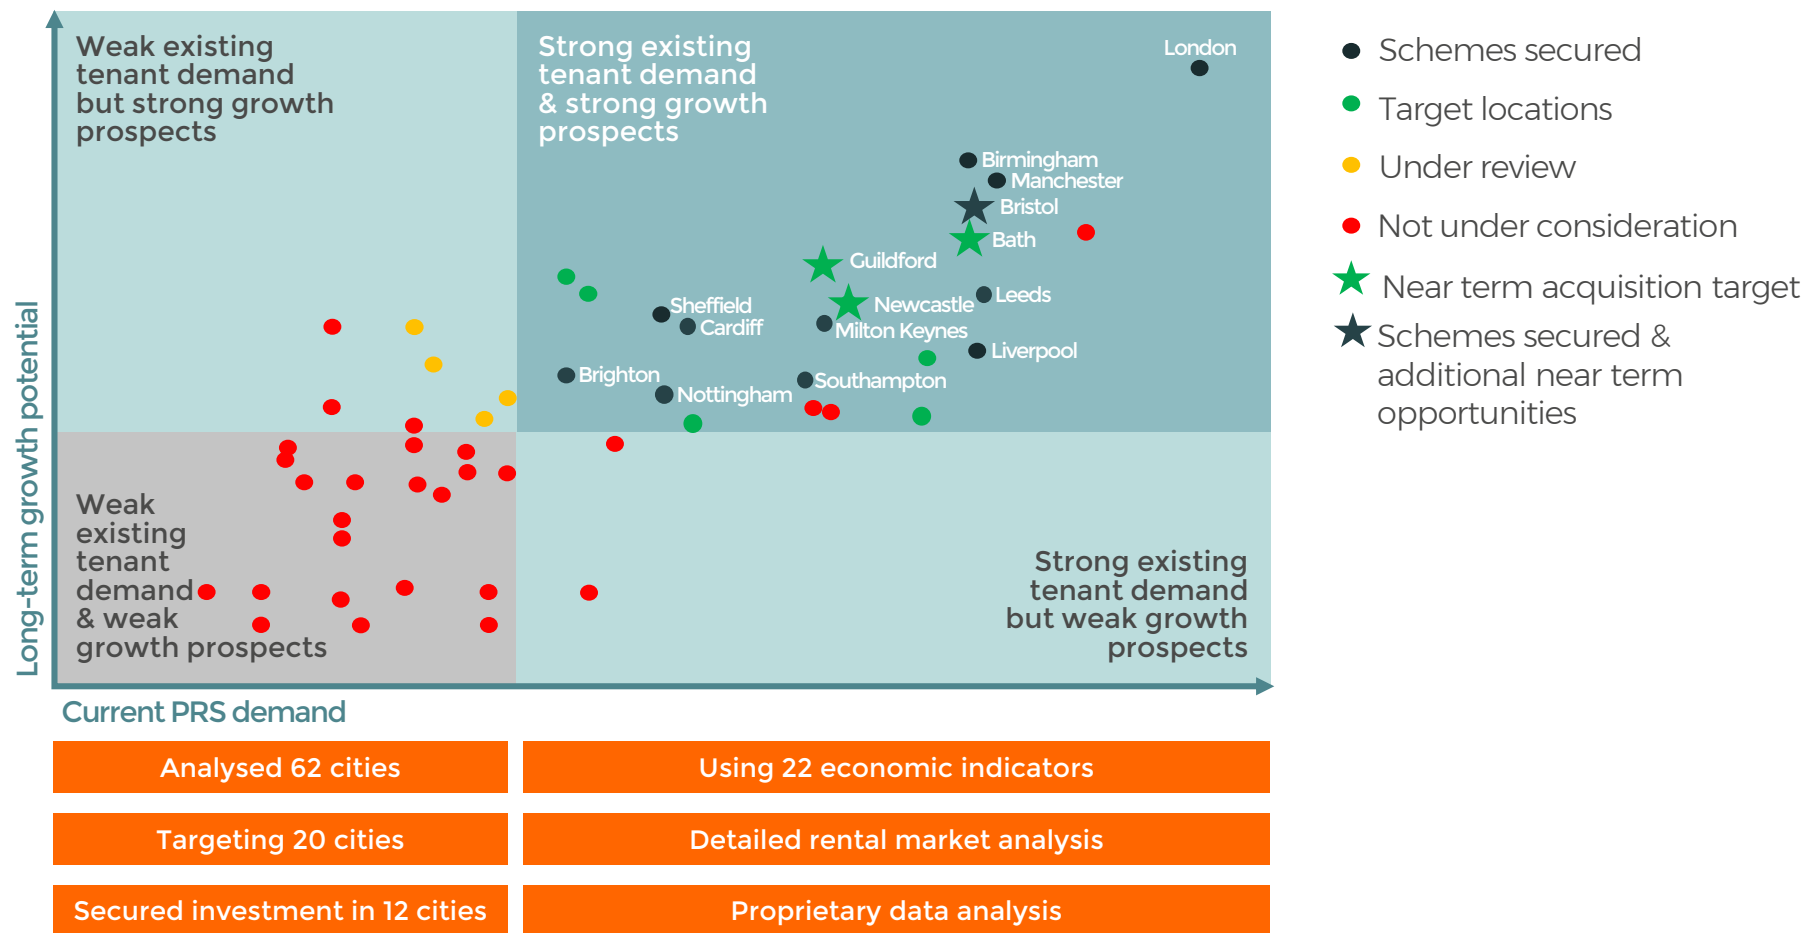 Weak existing
tenant demand
but strong growth
prospects
Strong existing
tenant demand
& strong growth
prospects
London
Birmingham
Manchester
Bristol
Bath
Guildford
Newcastle
Leeds
Sheffield
Cardiff
Milton Keynes
Liverpool
Brighton
Southampton
Nottingham
Weak
existing
tenant
demand
& weak
growth prospects
Strong existing
tenant demand
but weak growth
prospects
Long-term growth potential
Current PRS demand
Schemes secured
Target locations
Under review
Not under consideration
Near term acquisition target
Schemes secured &
additional near term
opportunities
Analysed 62 cities
Using 22 economic indicators
Targeting 20 cities
Detailed rental market analysis
Secured investment in 12 cities
Proprietary data analysis